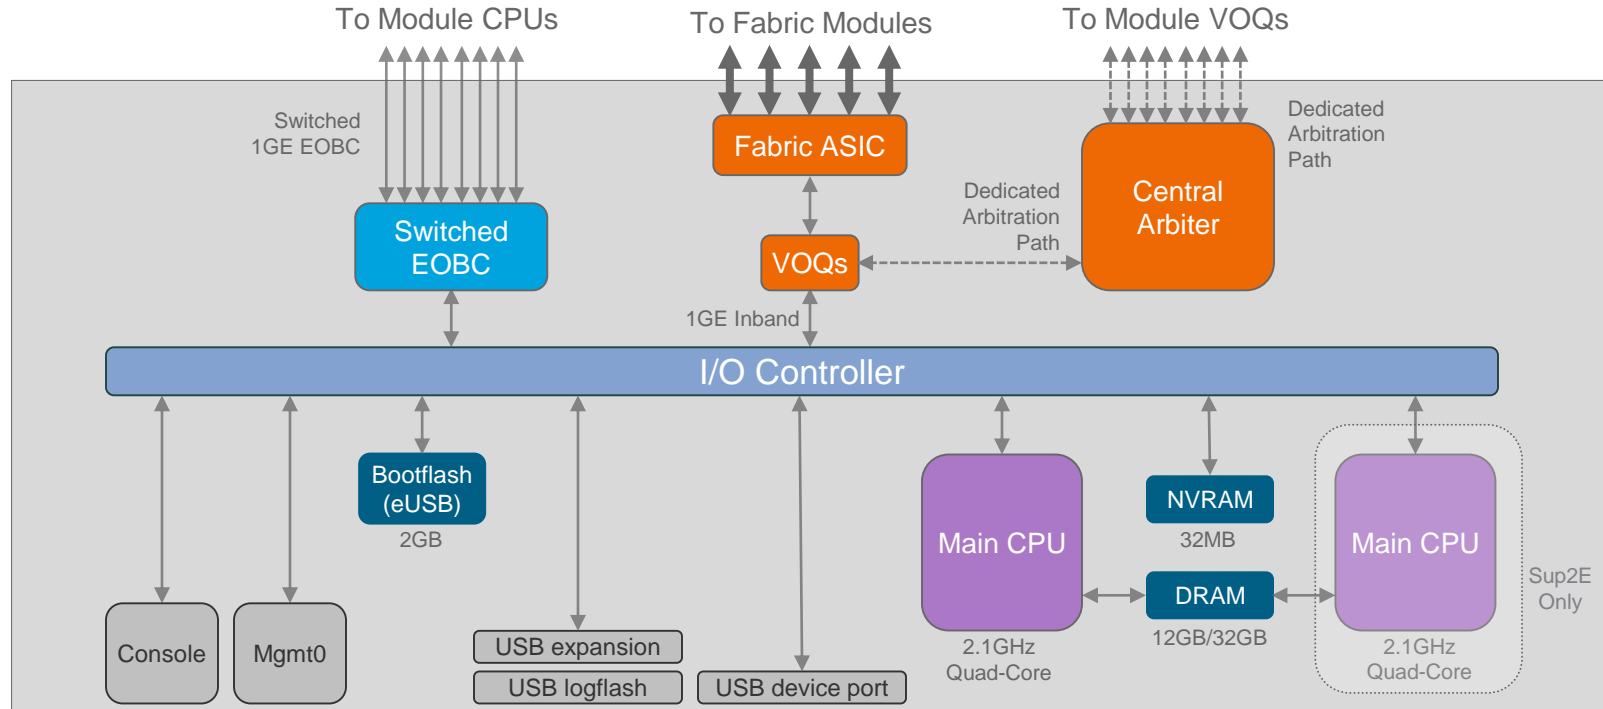 To Module CPUs
To Fabric Modules
To Module VOQs
Switched
1GE EOBC
Dedicated
Arbitration
Path
Fabric ASIC
Central
Arbiter
Dedicated
Arbitration
Path
Switched
EOBC
VOQs
1GE Inband
I/O Controller
Bootflash
(eUSB)
2GB
Main CPU
2.1GHz
Quad-Core
NVRAM
32MB
DRAM
12GB/32GB
Main CPU
2.1GHz
Quad-Core
Sup2E
Only
Console
Mgmt0
USB expansion
USB logflash
USB device port